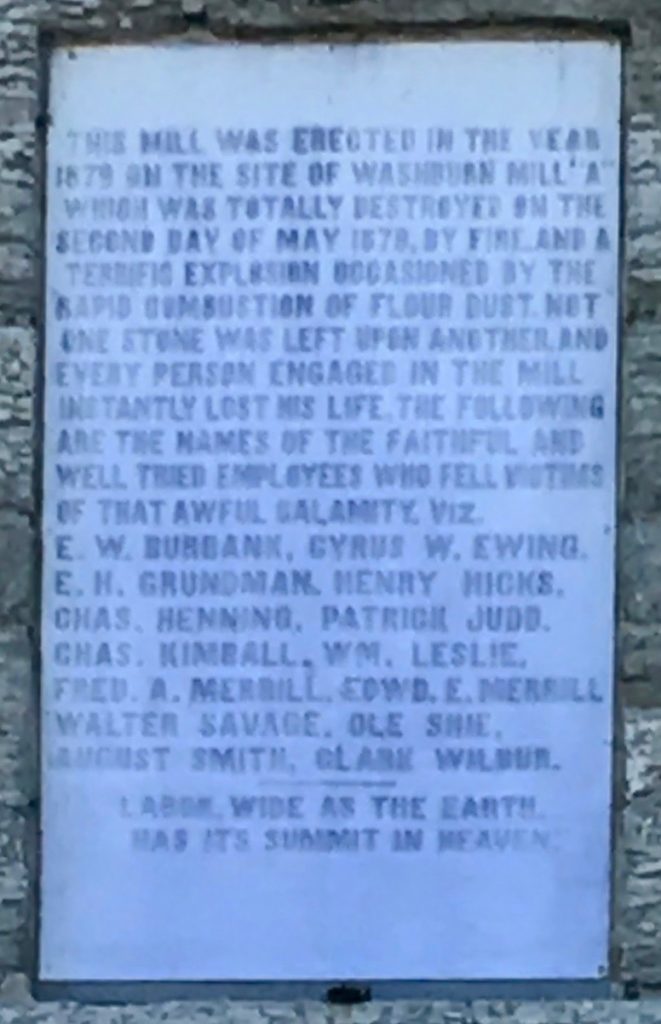 THIS MILL WAS ERECTED IN THE YEAR
1879 ON THE SITE OF WASHBURN MILL "A"
WHICH WAS TOTALLY DESTROYED ON THE
SECOND DAY OF MAY 1878, BY FIRE AND A
TERRIFIC EXPLOSION OCCASIONED BY THE
RAPID COMBUSTION OF FLOUR DUST. NOT
ONE STONE WAS LEFT UPON ANOTHER, AND
EVERY PERSON ENGAGED IN THE MILL
INSTANTLY LOST HIS LIFE. THE FOLLOWING
ARE THE NAMES OF THE FAITHFUL AND
WELL TRIED EMPLOYEES WHO FELL VICTIMS
OF THAT AWFUL CALAMITY, VIZ.
E. W. BURBANK, CYRUS W. EWING.
E. H. GRUNDMAN. HENRY HICKS.
CHAS. HENNING. PATRICK JUDD.
CHAS. KIMBALL. WM. LESLIE.
FRED. A. MERRILL. EDWD. E. MERRILL
WALTER SAVAGE. OLE SHIE.
AUGUST SMITH, CLARK WILBUR.
LABOR, WIDE AS THE EARTH.
HAS ITS SUMMIT IN HEAVEN.